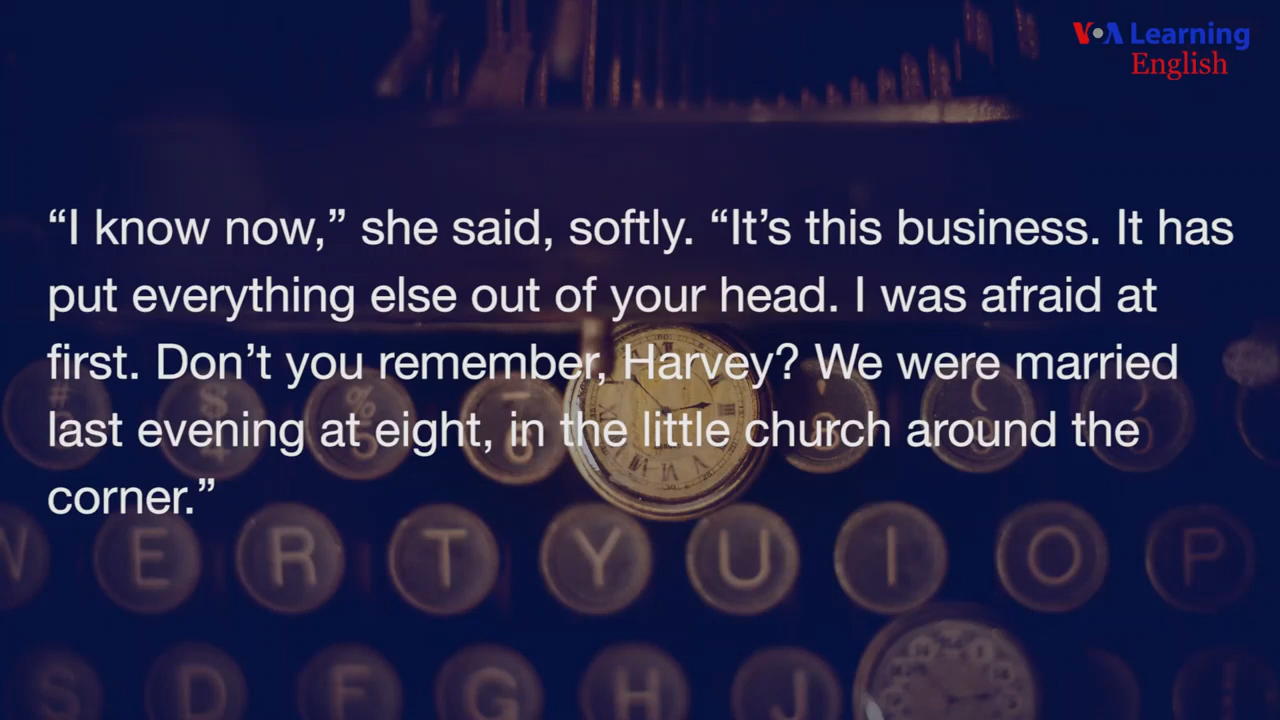 VOA Learning
English
“I know now,” she said, softly. “It’s this business. It has
put everything else out of your head. I was afraid at
first. Don’t you remember, Harvey? We were married
last evening at eight, in the little church around the
corner.”
# $ % –
W E R T Y U I O P
S D F G H J